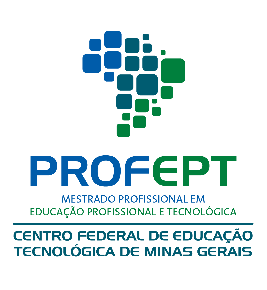 PROFEPT
MESTRADO PROFISSIONAL EM
EDUCAÇÃO PROFISSIONAL E TECNOLÓGICA
CENTRO FEDERAL DE EDUCAÇÃO
TECNOLÓGICA DE MINAS GERAIS